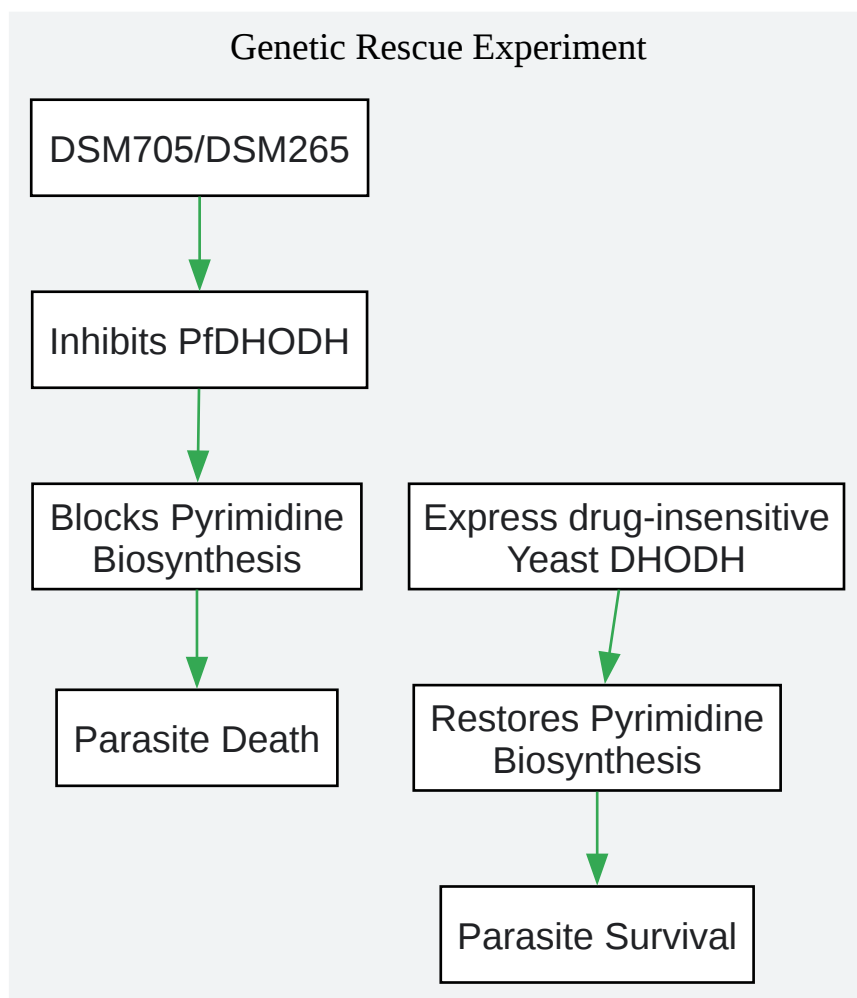 Genetic Rescue Experiment
DSM705/DSM265
Inhibits PfDHODH
Blocks Pyrimidine
Biosynthesis
Parasite Death
Express drug-insensitive
Yeast DHODH
Restores Pyrimidine
Biosynthesis
Parasite Survival